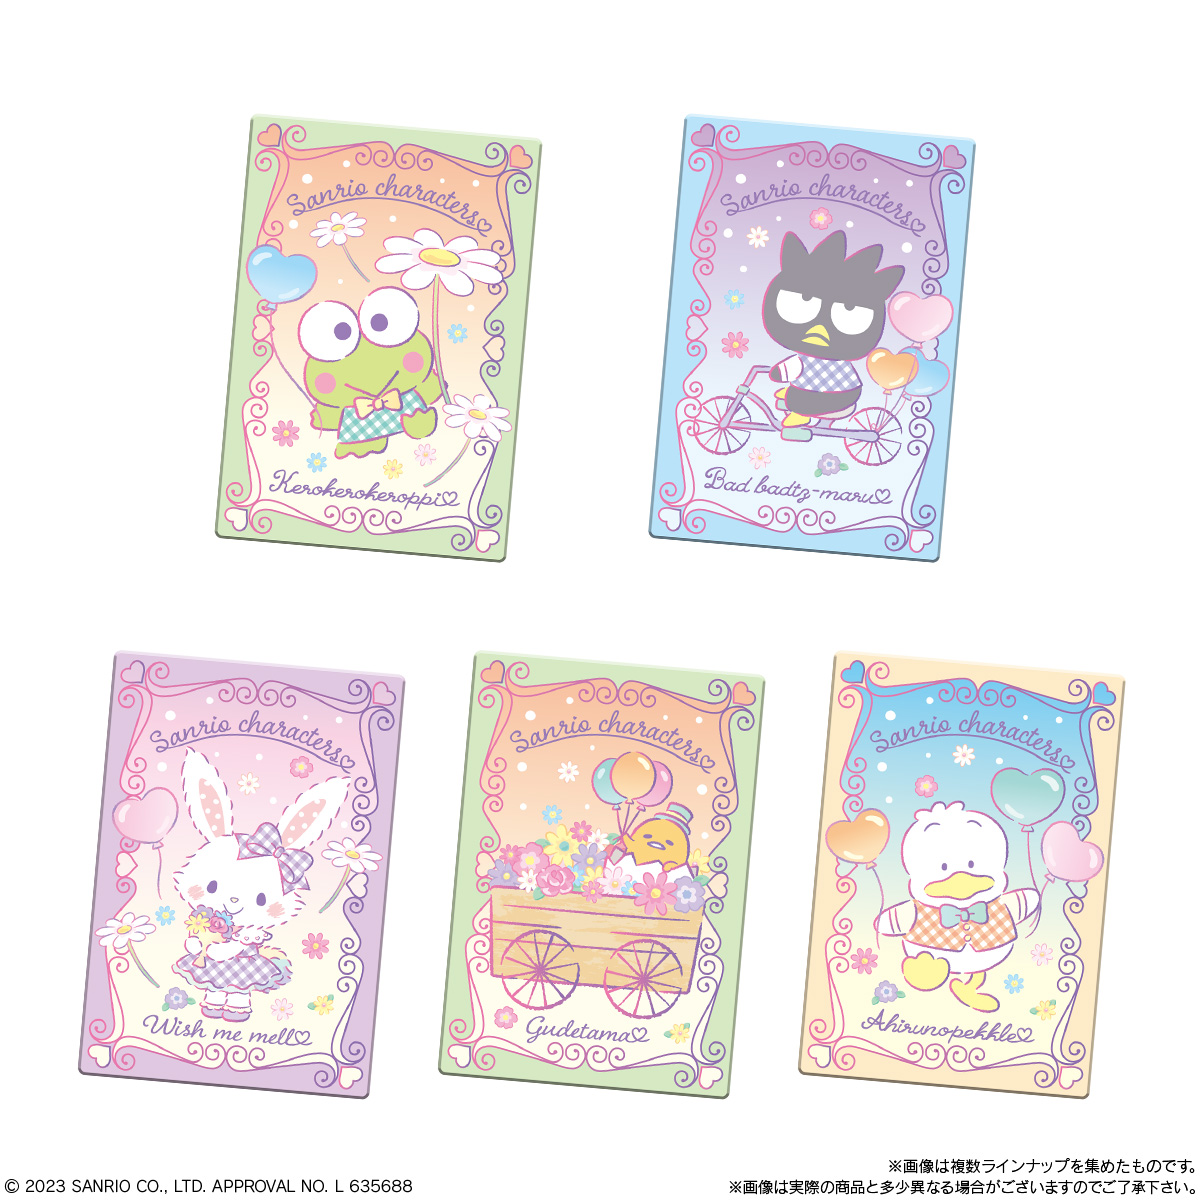 Sanrio characters
Kerokerokeroppi
Sanrio characters
Bad badtz-maru
Sanrio characters
Wish me mell
Sanrio characters
Gudetama
Sanrio characters
Ahirunopekkle
※画像は複数ラインナップを集めたものです。
© 2023 SANRIO CO., LTD. APPROVAL NO. L 635688
※画像は実際の商品と多少異なる場合がございますのでご了承下さい。